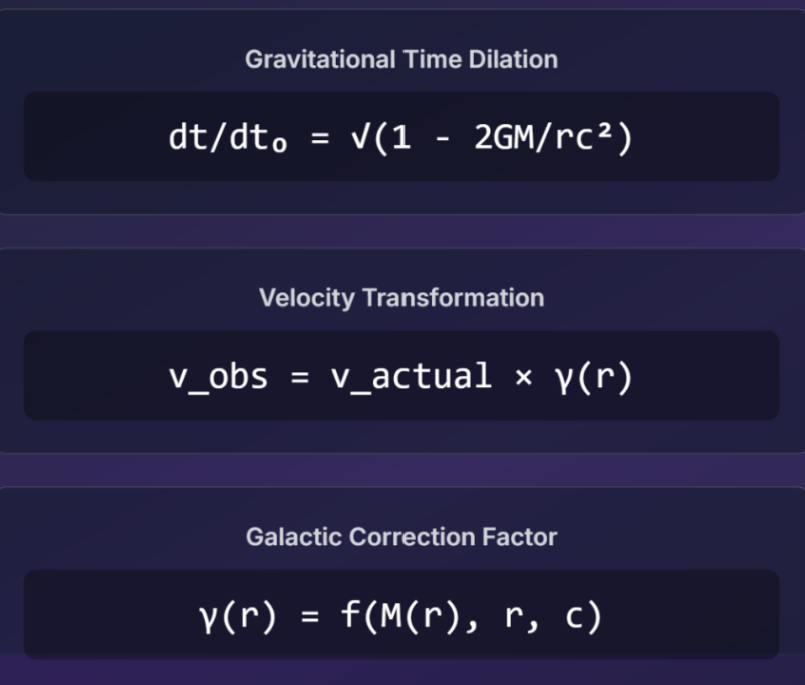 Gravitational Time Dilation
dt/dt₀ = √(1 - 2GM/rc²)
Velocity Transformation
v_obs = v_actual × γ(r)
Galactic Correction Factor
γ(r) = f(M(r), r, c)